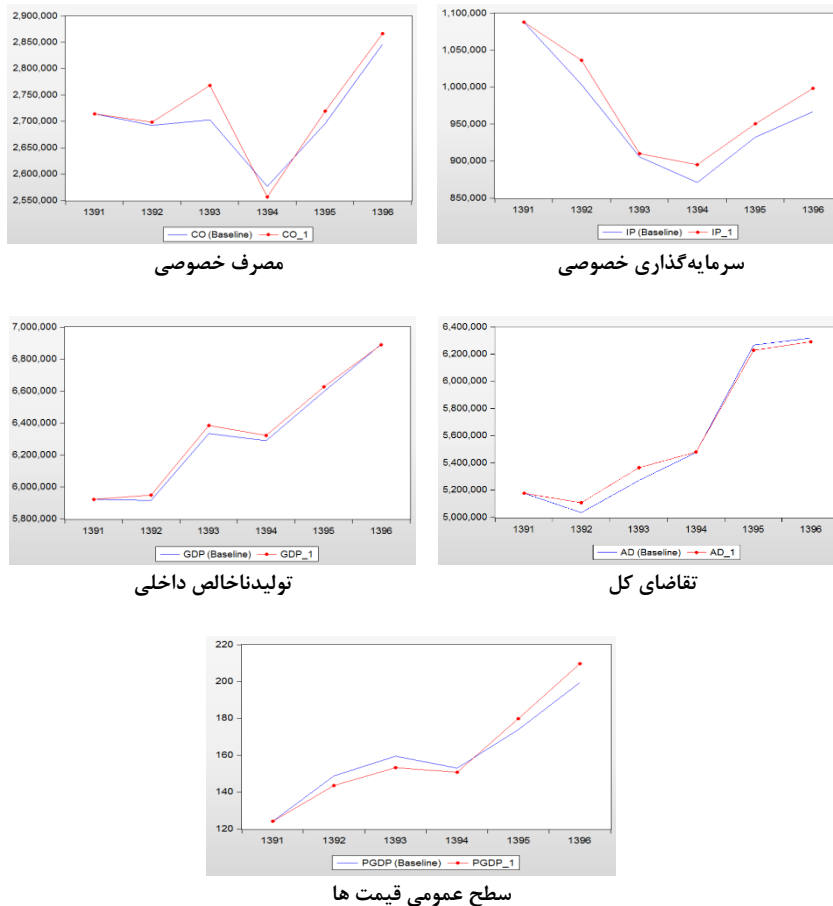 2,900,000
2,850,000
2,800,000
2,750,000
2,700,000
2,650,000
2,600,000
2,550,000
1391 1392 1393 1394 1395 1396
CO (Baseline) CO_1
مصرف خصوصی
1,100,000
1,050,000
1,000,000
950,000
900,000
850,000
1391 1392 1393 1394 1395 1396
IP (Baseline) IP_1
سرمایه‌گذاری خصوصی
7,000,000
6,800,000
6,600,000
6,400,000
6,200,000
6,000,000
5,800,000
1391 1392 1393 1394 1395 1396
GDP (Baseline) GDP_1
تولیدناخالص داخلی
6,400,000
6,200,000
6,000,000
5,800,000
5,600,000
5,400,000
5,200,000
5,000,000
1391 1392 1393 1394 1395 1396
AD (Baseline) AD_1
تقاضای کل
220
200
180
160
140
120
1391 1392 1393 1394 1395 1396
PGDP (Baseline) PGDP_1
سطح عمومی قیمت ها